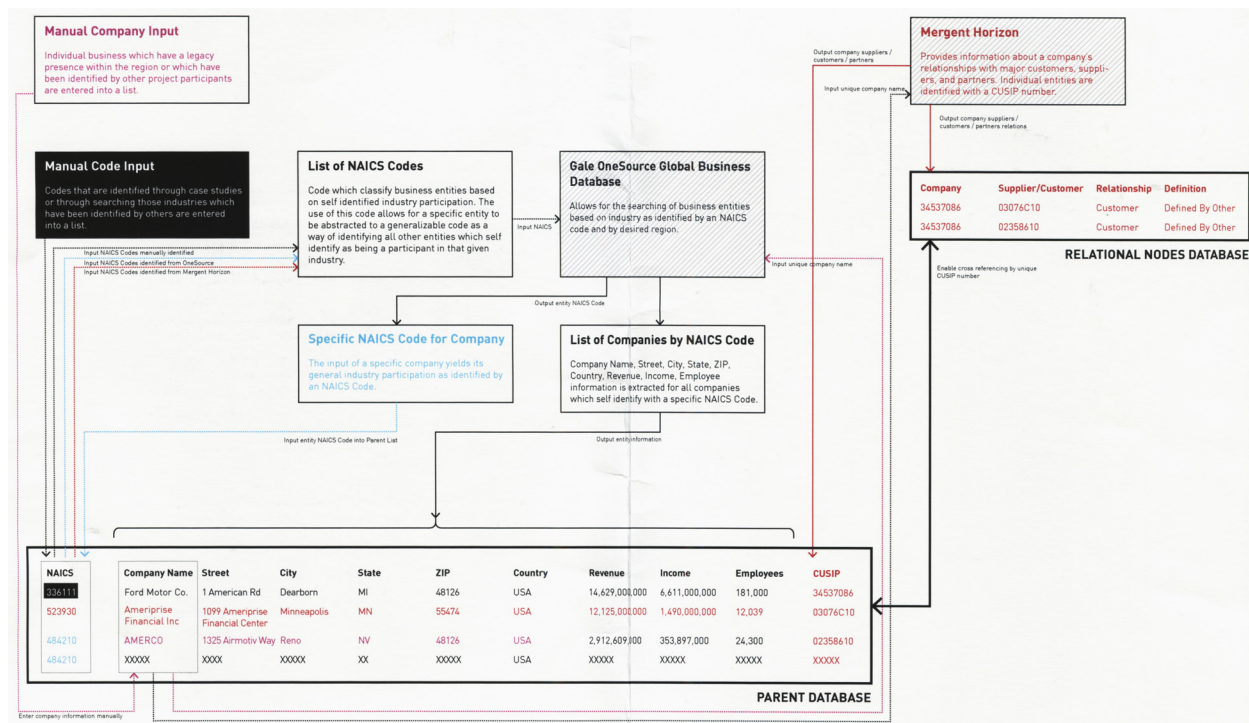 Manual Company Input
Individual business which have a legacy
presence within the region or which have
been identified by other project participants
are entered into a list.
Mergent Horizon
Provides information about a company's
relationships with major customers, suppli-
ers, and partners. Individual entities are
identified with a CUSIP number.
Output company suppliers /
customers / partners
Input unique company name
Output company suppliers /
customers / partners relations
Manual Code Input
Codes that are identified through case studies
or through searching those industries which
have been identified by others are entered
into a list.
List of NAICS Codes
Code which classify business entities based
on self identified industry participation. The
use of this code allows for a specific entity to
be abstracted to a generalizable code as a
way of identifying all other entities which self
identify as being a participant in that given
industry.
Input NAICS
Gale OneSource Global Business
Database
Allows for the searching of business entities
based on industry as identified by an NAICS
code and by desired region.
Company Supplier/Customer Relationship Definition
34537086 03076C10 Customer Defined By Other
34537086 02358610 Customer Defined By Other
RELATIONAL NODES DATABASE
Input NAICS Codes manually identified
Input NAICS Codes identified from OneSource
Input NAICS Codes identified from Mergent Horizon
Input unique company name
Enable cross referencing by unique
CUSIP number
Output entity NAICS Code
Specific NAICS Code for Company
The input of a specific company yields its
general industry participation as identified by
an NAICS Code.
List of Companies by NAICS Code
Company Name, Street, City, State, ZIP,
Country, Revenue, Income, Employee
information is extracted for all companies
which self identify with a specific NAICS Code.
Input entity NAICS Code into Parent List
Output entity information
NAICS Company Name Street City State ZIP Country Revenue Income Employees CUSIP
336111 Ford Motor Co. 1 American Rd Dearborn MI 48126 USA 14,629,000,000 6,611,000,000 181,000 34537086
523930 Ameriprise Financial Inc 1099 Ameriprise Financial Center Minneapolis MN 55474 USA 12,125,000,000 1,490,000,000 12,039 03076C10
484210 AMERCO 1325 Airmotiv Way Reno NV 48126 USA 2,912,609,000 353,897,000 24,300 02358610
484210 XXXXX XXXX XXXXX XX XXXXX USA XXXXX XXXXX XXXXX XXXXX
PARENT DATABASE
Enter company information manually